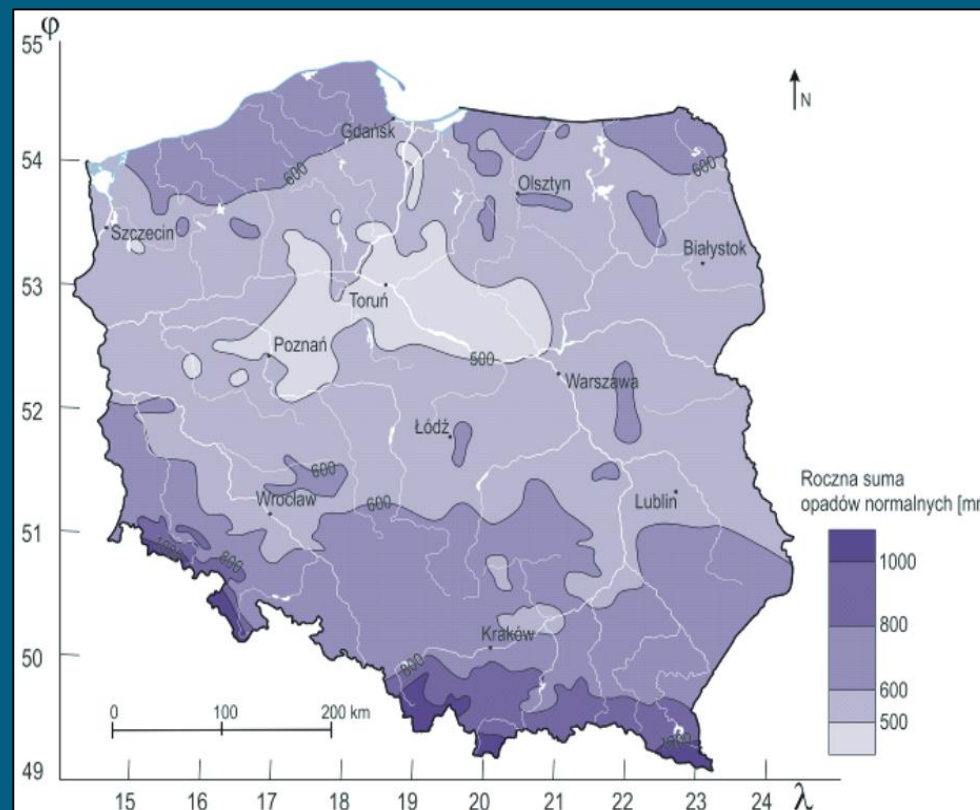 φ
55
N
Gdańsk
54
600
600
Olsztyn
Szczecin
Białystok
53
Toruń
Poznań
500
Warszawa
52
Łódź
600
600
Wrocław
Lublin
Roczna suma
opadów normalnych [mm
51
1000
800
1000
800
600
500
Kraków
50
800
0 100 200 km
1000
49
15 16 17 18 19 20 21 22 23 24 λ